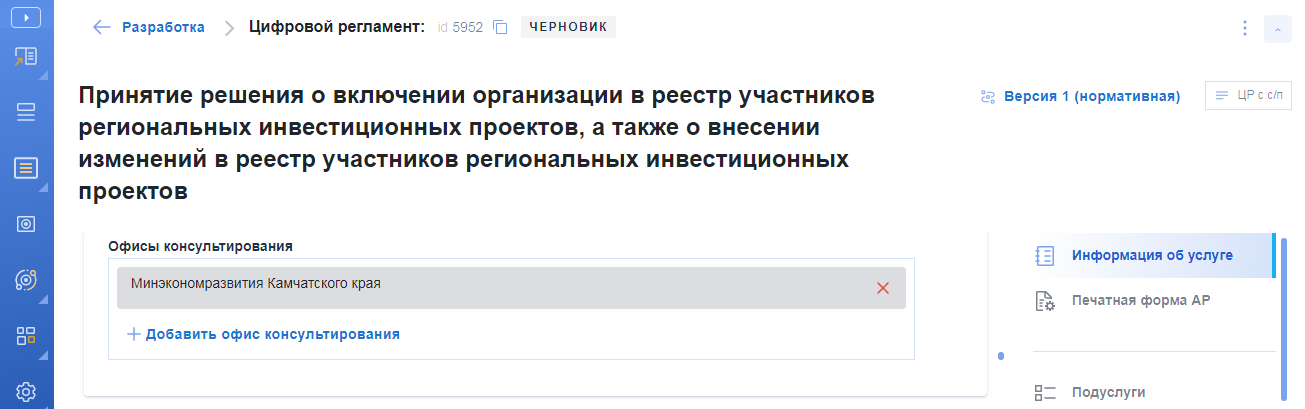 Разработка
Цифровой регламент: id 5952 ЧЕРНОВИК
Принятие решения о включении организации в реестр участников
региональных инвестиционных проектов, а также о внесении
изменений в реестр участников региональных инвестиционных
проектов
Версия 1 (нормативная)
ЦР с с/п
Офисы консультирования
Минэкономразвития Камчатского края
Добавить офис консультирования
Информация об услуге
Печатная форма АР
Подуслуги